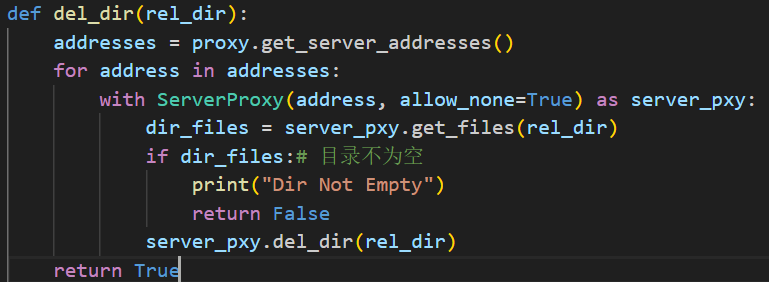 def del_dir(rel_dir):
    addresses = proxy.get_server_addresses()
    for address in addresses:
        with ServerProxy(address, allow_none=True) as server_pxy:
            dir_files = server_pxy.get_files(rel_dir)
            if dir_files:# 目录不为空
                print("Dir Not Empty")
                return False
            server_pxy.del_dir(rel_dir)
    return True